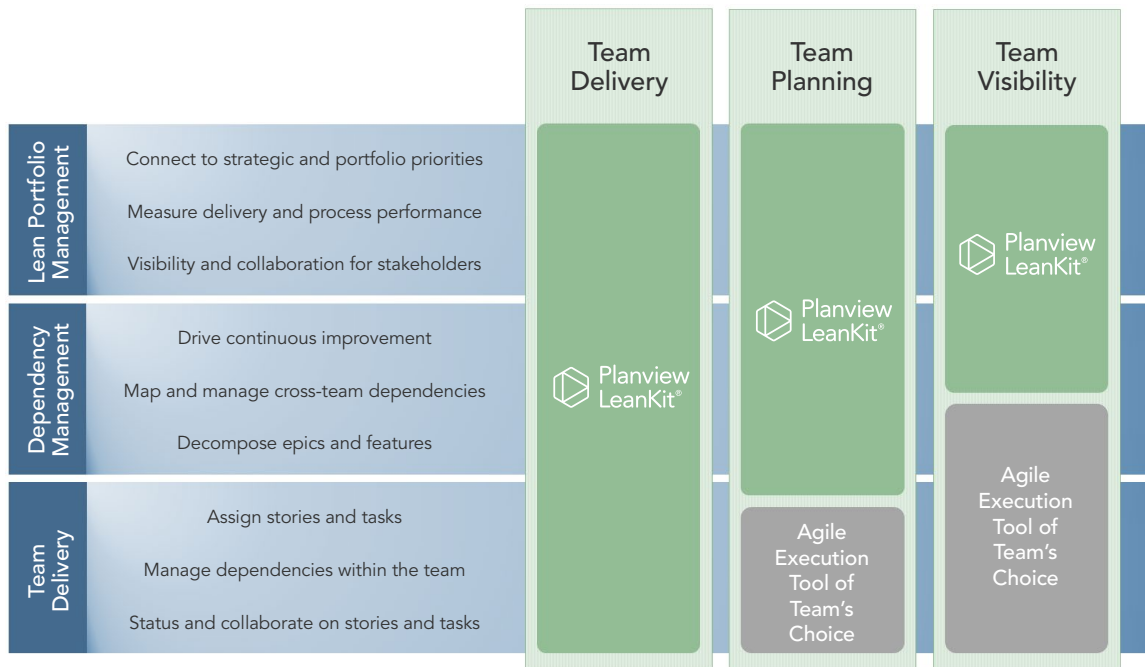 Team
Delivery
Team
Planning
Team
Visibility
Lean Portfolio
Management
Connect to strategic and portfolio priorities
Measure delivery and process performance
Visibility and collaboration for stakeholders
Dependency
Management
Drive continuous improvement
Map and manage cross-team dependencies
Decompose epics and features
Team
Delivery
Assign stories and tasks
Manage dependencies within the team
Status and collaborate on stories and tasks
Planview
LeanKit®
Planview
LeanKit®
Agile
Execution
Tool of
Team’s
Choice
Planview
LeanKit®
Agile
Execution
Tool of
Team’s
Choice